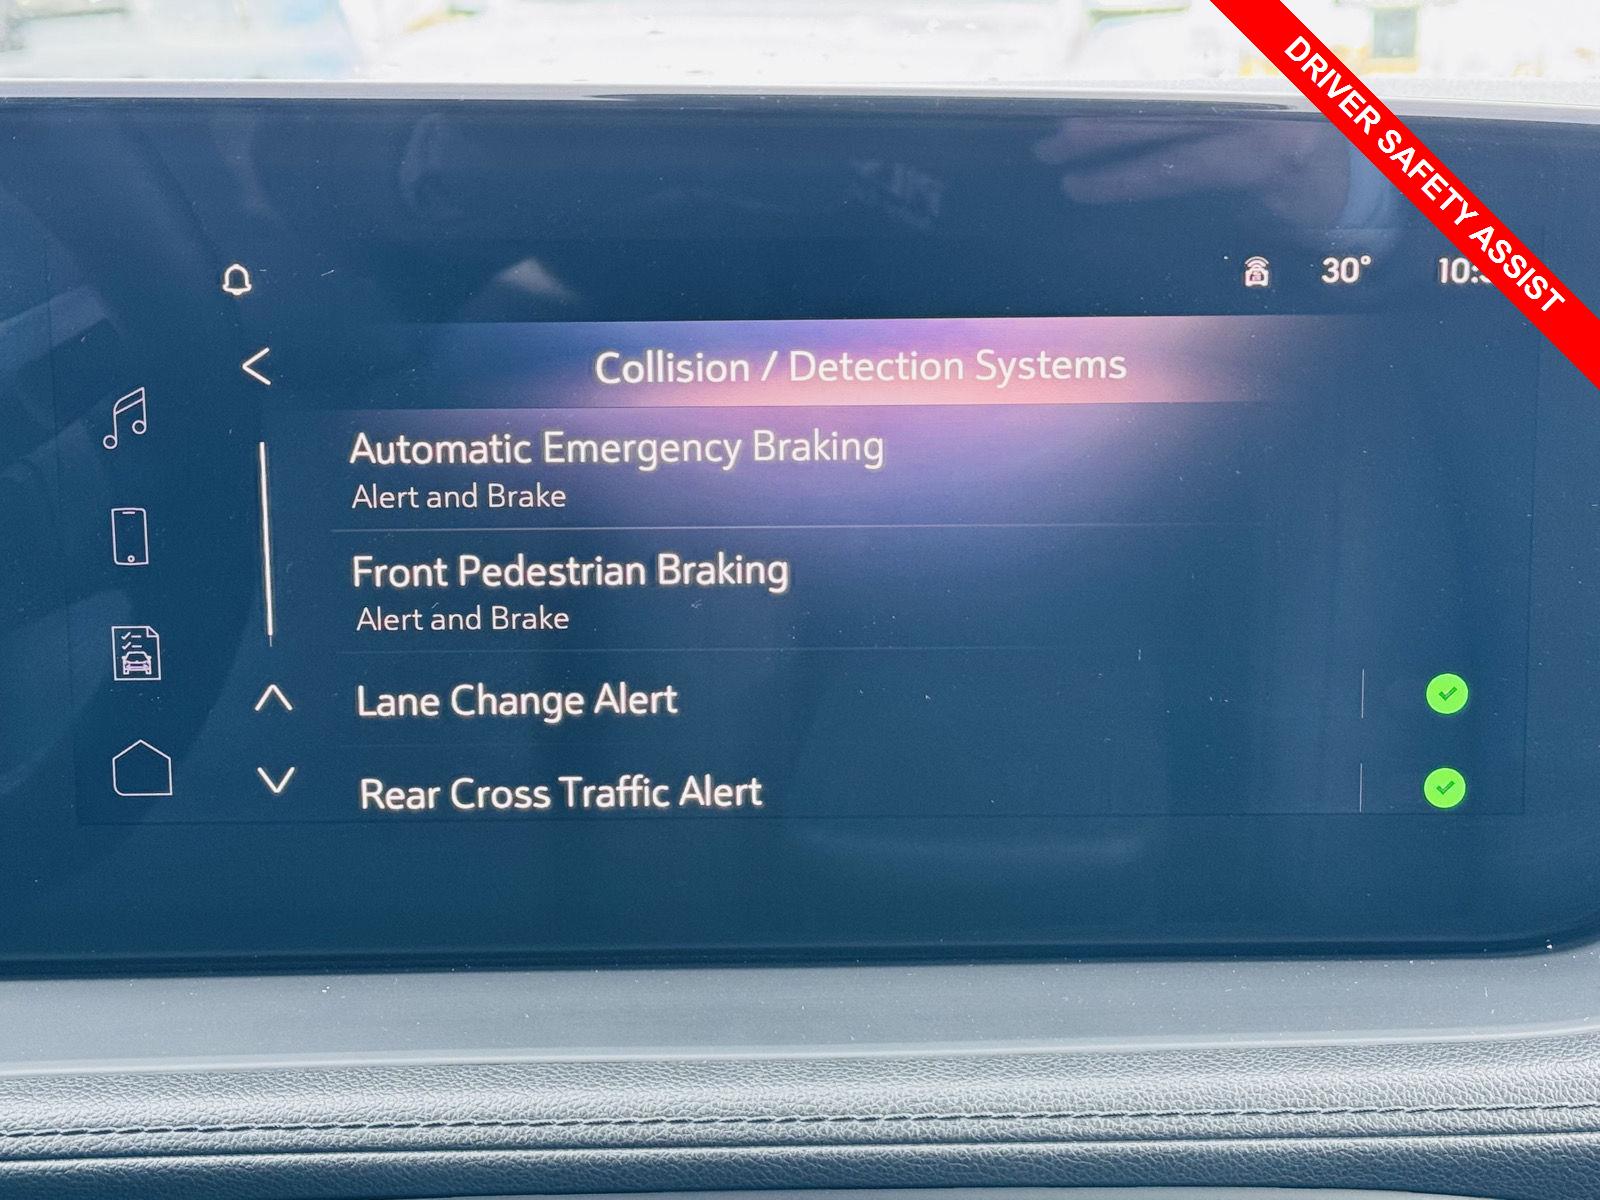 DRIVER SAFETY ASSIST
30°
Collision / Detection Systems
Automatic Emergency Braking
Alert and Brake
Front Pedestrian Braking
Alert and Brake
Lane Change Alert
Rear Cross Traffic Alert